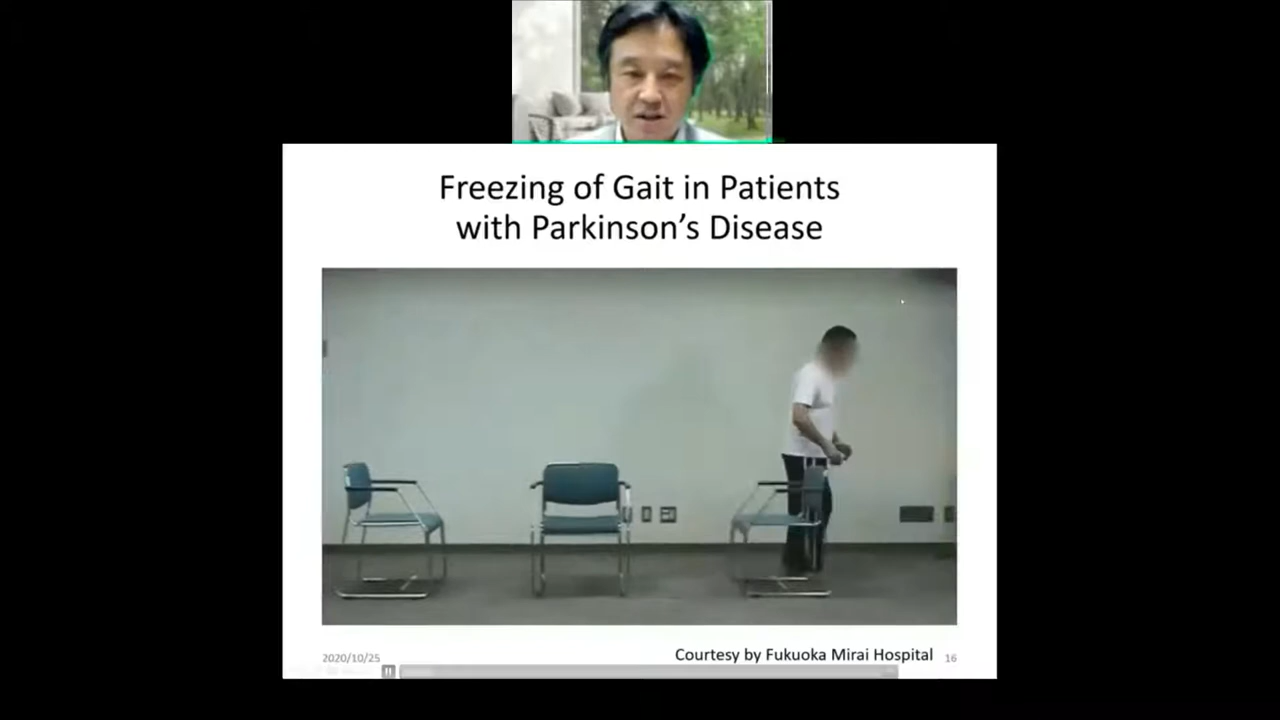 Freezing of Gait in Patients
with Parkinson's Disease
2020/10/25
Courtesy by Fukuoka Mirai Hospital
16